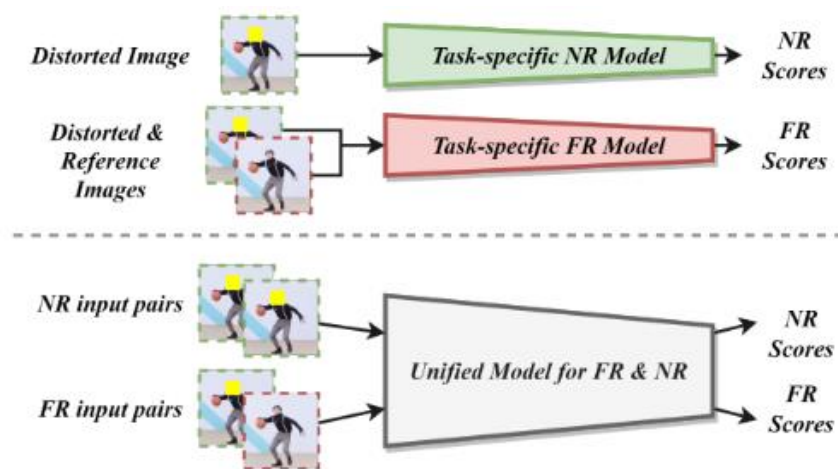 Distorted Image
Task-specific NR Model
NR
Scores
Distorted &
Reference
Images
Task-specific FR Model
FR
Scores
NR input pairs
FR input pairs
Unified Model for FR & NR
NR
Scores
FR
Scores